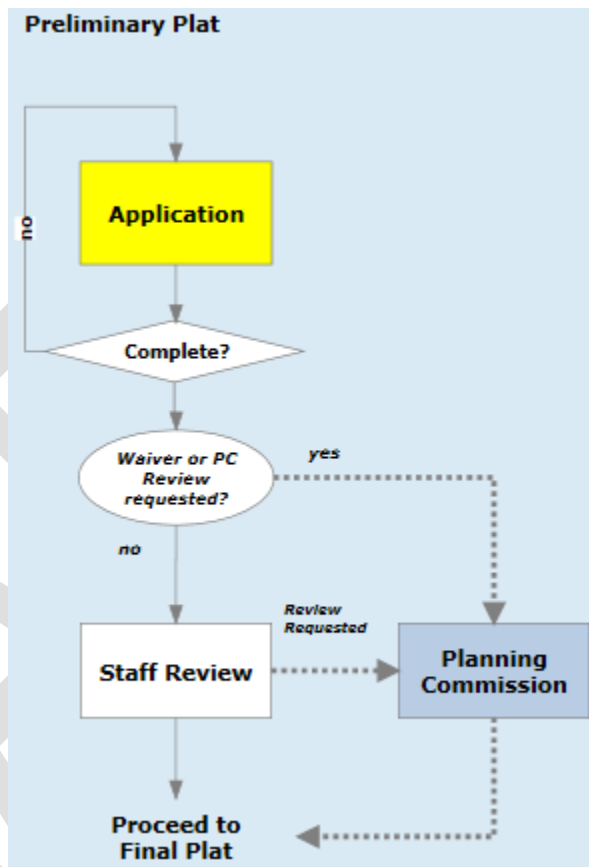 Preliminary Plat
Application
no
Complete?
Waiver or PC
Review
requested?
yes
no
Review
Requested
Staff Review
Planning
Commission
Proceed to
Final Plat